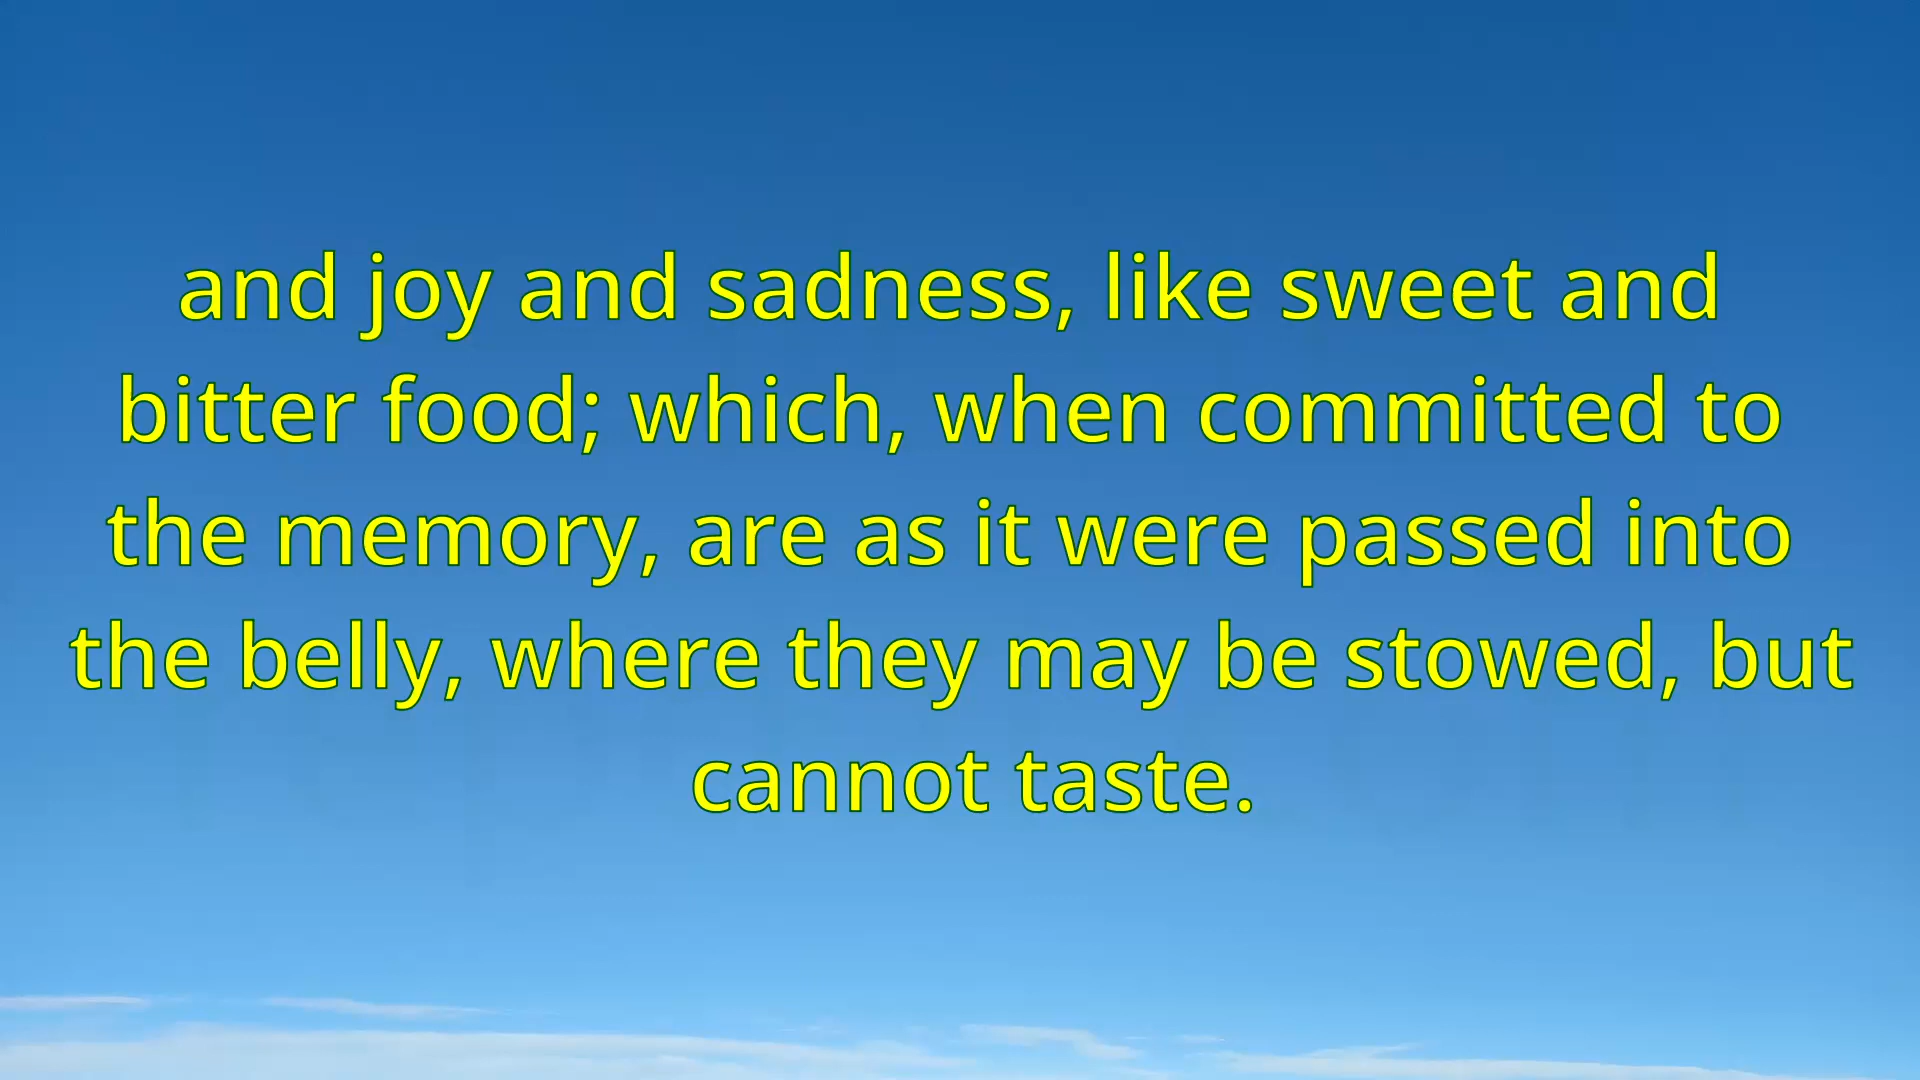 and joy and sadness, like sweet and
bitter food; which, when committed to
the memory, are as it were passed into
the belly, where they may be stowed, but
cannot taste.